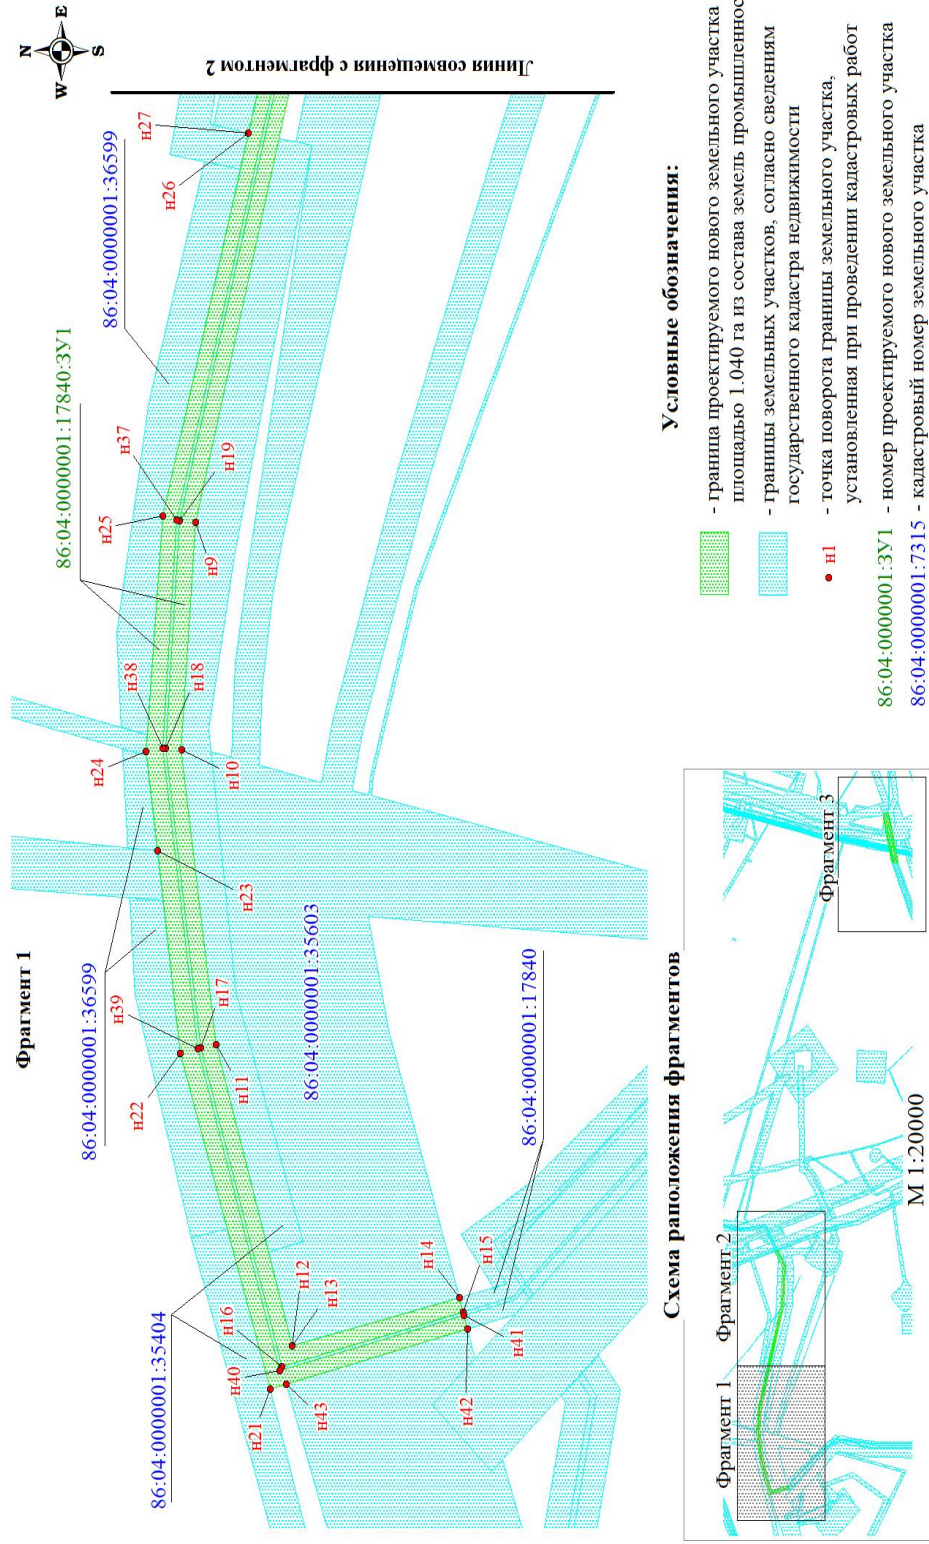 Фрагмент 1
N
E
S
W
Линия совмещения с фрагментом 2
86:04:0000001:35404
86:04:0000001:36599
86:04:0000001:17840:ЗУ1
86:04:0000001:36599
86:04:0000001:35603
86:04:0000001:17840
н21
н40
н16
н43
н12
н13
н14
н15
н41
н42
н22
н39
н17
н11
н23
н24
н38
н18
н10
н25
н37
н19
н9
н26
н27
Схема раположения фрагментов
Фрагмент 1
Фрагмент 2
Фрагмент 3
М 1:20000
Условные обозначения:
- граница проектируемого нового земельного участка
площадью 1.040 га из состава земель промышленнос
- границы земельных участков, согласно сведениям
государственного кадастра недвижимости
н1 - точка поворота границы земельного участка,
установленная при проведении кадастровых работ
86:04:0000001:ЗУ1 - номер проектируемого нового земельного участка
86:04:0000001:7315 - кадастровый номер земельного участка